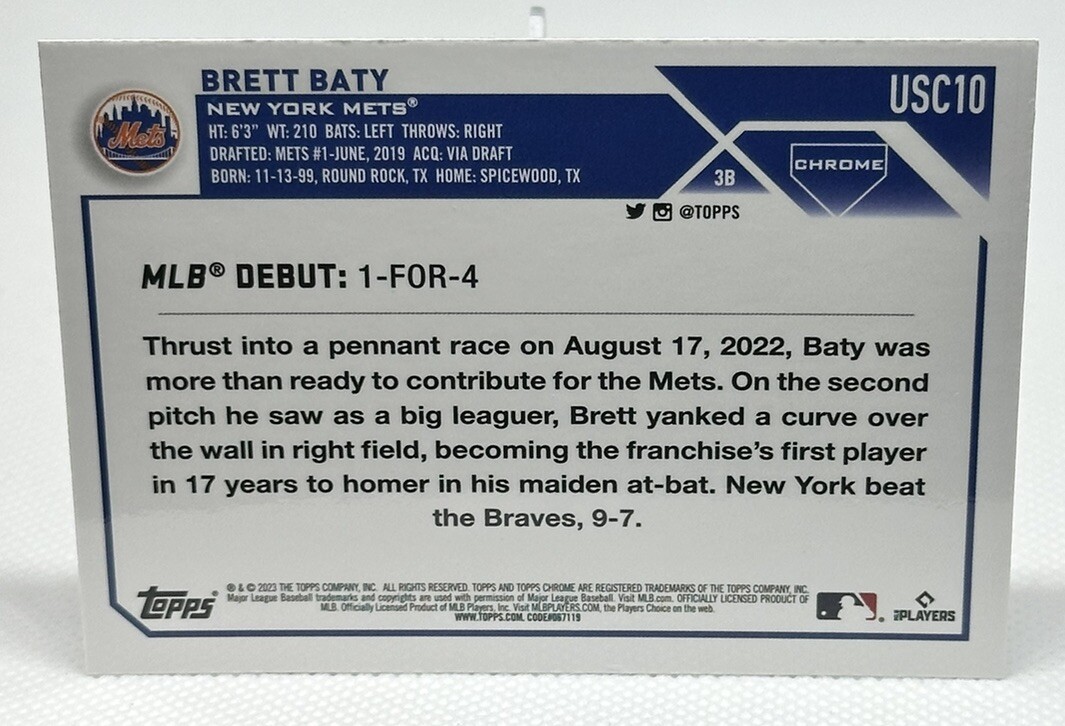 BRETT BATY
USC10
Mets
NEW YORK METS®
HT: 6'3" WT: 210 BATS: LEFT THROWS: RIGHT
DRAFTED: METS #1-JUNE, 2019 ACQ: VIA DRAFT
BORN: 11-13-99, ROUND ROCK, TX HOME: SPICEWOOD, TX
3B
CHROME
@TOPPS
MLB® DEBUT: 1-FOR-4
Thrust into a pennant race on August 17, 2022, Baty was
more than ready to contribute for the Mets. On the second
pitch he saw as a big leaguer, Brett yanked a curve over
the wall in right field, becoming the franchise's first player
in 17 years to homer in his maiden at-bat. New York beat
the Braves, 9-7.
Topps®
® & © 2023 THE TOPPS COMPANY, INC. ALL RIGHTS RESERVED. TOPPS AND TOPPS CHROME ARE REGISTERED TRADEMARKS OF THE TOPPS COMPANY, INC.
Major League Baseball trademarks and copyrights are used with permission of Major League Baseball. Visit MLB.com. OFFICIALLY LICENSED PRODUCT OF
MLB. Officially Licensed Product of MLB Players, Inc. Visit MLBPLAYERS.COM, the Players Choice on the web.
WWW.TOPPS.COM. CODE#067119
MLB PLAYERS